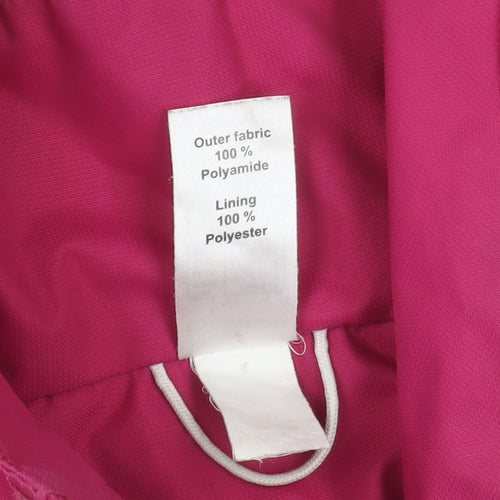 Outer fabric
100 %
Polyamide
Lining
100 %
Polyester